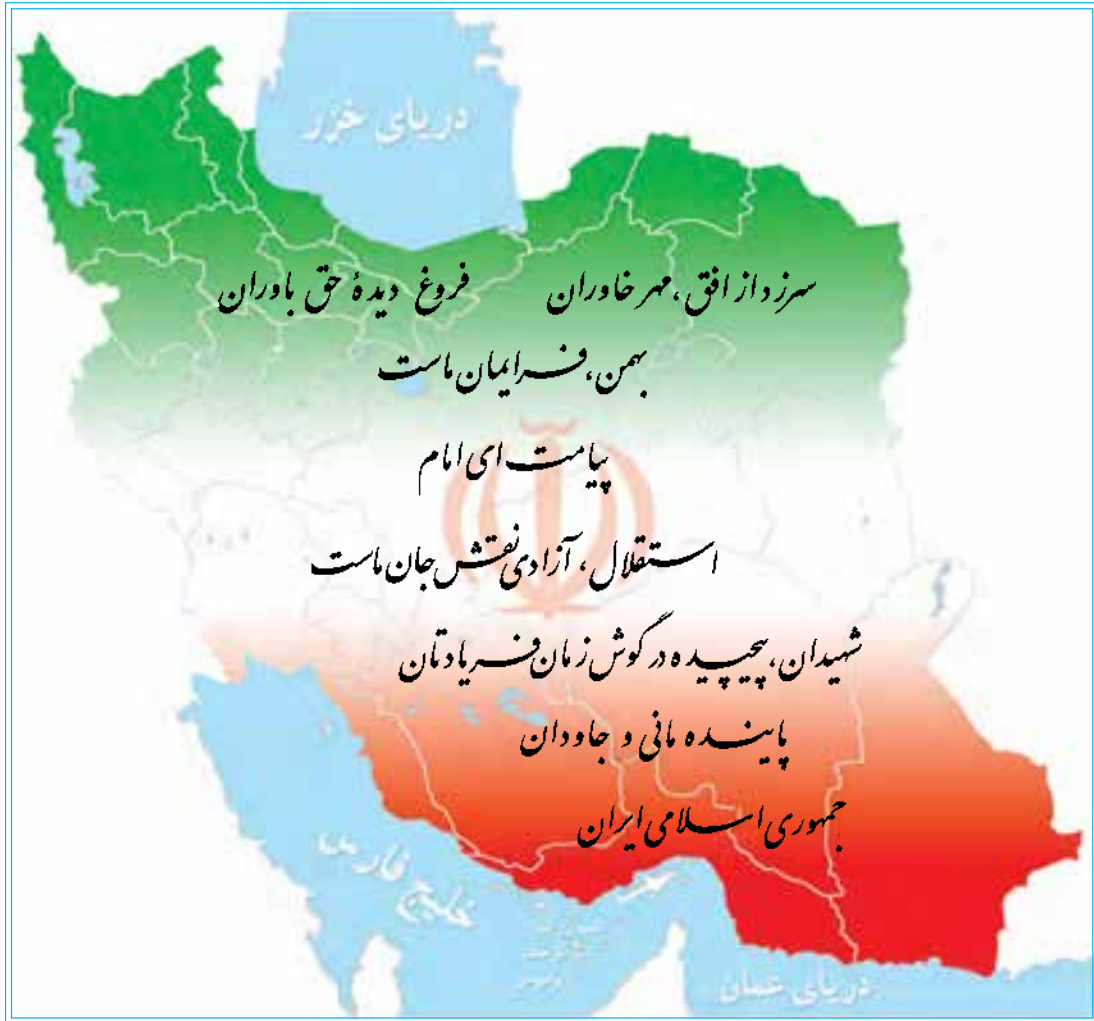 دریای خزر
سرزد از افق، مهر خاوران فروغ دیدهٔ حق باوران
بهمن، فر ایمان ماست
پیامت ای امام
استقلال، آزادی نقش جان ماست
شهیدان، پیچیده در گوش زمان فریادتان
پاینده مانی و جاودان
جمهوری اسلامی ایران
خلیج فارس
دریای عمان